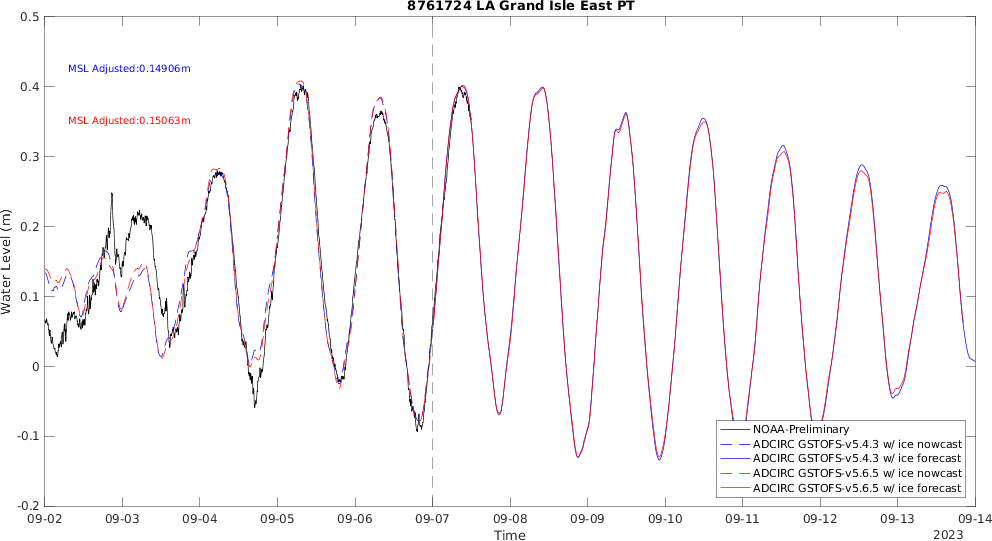 8761724 LA Grand Isle East PT
MSL Adjusted:0.14906m
MSL Adjusted:0.15063m
Water Level (m)
0.5
0.4
0.3
0.2
0.1
0
-0.1
-0.2
NOAA-Preliminary
ADCIRC GSTOFS-v5.4.3 w/ ice nowcast
ADCIRC GSTOFS-v5.4.3 w/ ice forecast
ADCIRC GSTOFS-v5.6.5 w/ ice nowcast
ADCIRC GSTOFS-v5.6.5 w/ ice forecast
09-02 09-03 09-04 09-05 09-06 09-07 09-08 09-09 09-10 09-11 09-12 09-13 09-14
Time
2023